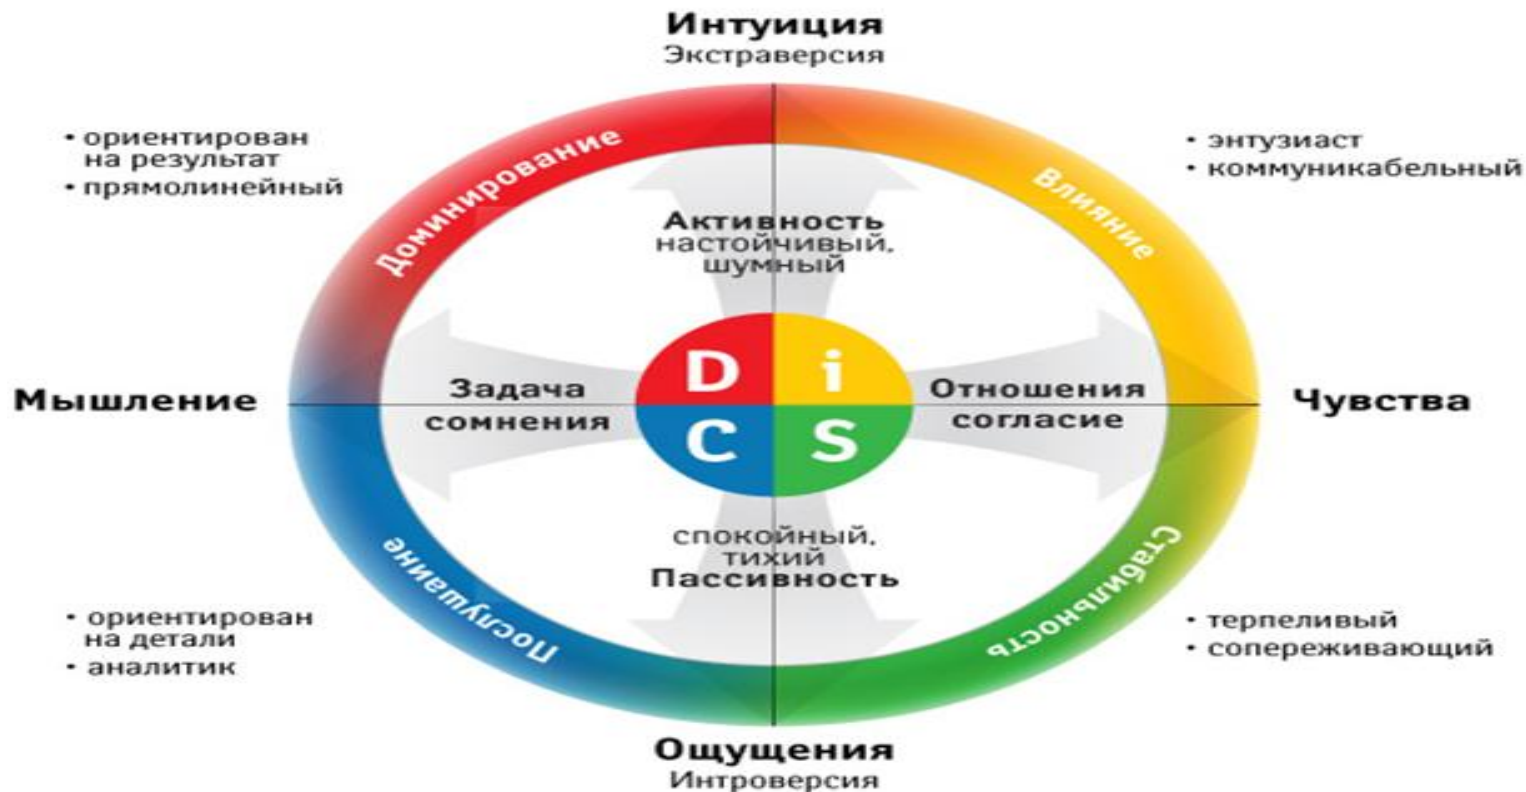 Интуиция
Экстраверсия
• ориентирован
на результат
• прямолинейный
• энтузиаст
• коммуникабельный
Доминирование
Влияние
Активность
настойчивый,
шумный
D i
C S
Мышление
Задача
сомнения
Отношения
согласие
Чувства
спокойный,
тихий
Пассивность
Послушание
Стабильность
• ориентирован
на детали
• аналитик
• терпеливый
• сопереживающий
Ощущения
Интроверсия